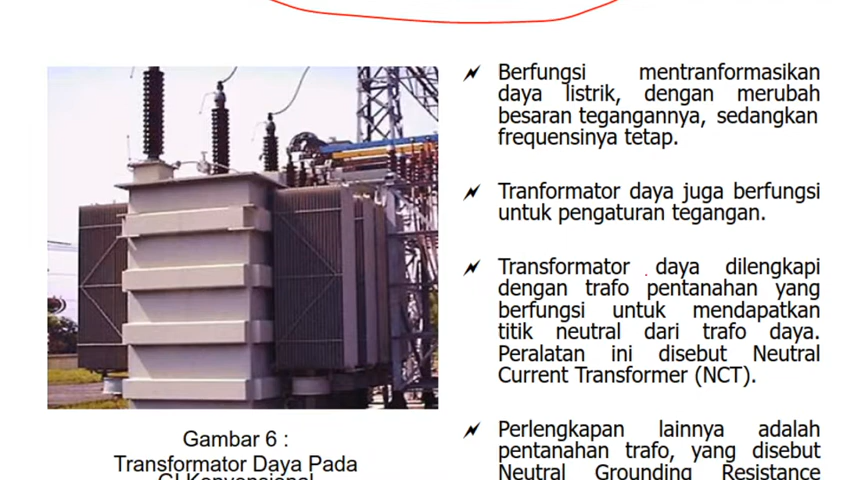 Berfungsi mentranformasikan
daya listrik, dengan merubah
besaran tegangannya, sedangkan
frequensinya tetap.
Tranformator daya juga berfungsi
untuk pengaturan tegangan.
Transformator daya dilengkapi
dengan trafo pentanahan yang
berfungsi untuk mendapatkan
titik neutral dari trafo daya.
Peralatan ini disebut Neutral
Current Transformer (NCT).
Perlengkapan lainnya adalah
pentanahan trafo, yang disebut
Neutral Grounding Resistance
Gambar 6 :
Transformator Daya Pada
GI Konvensional